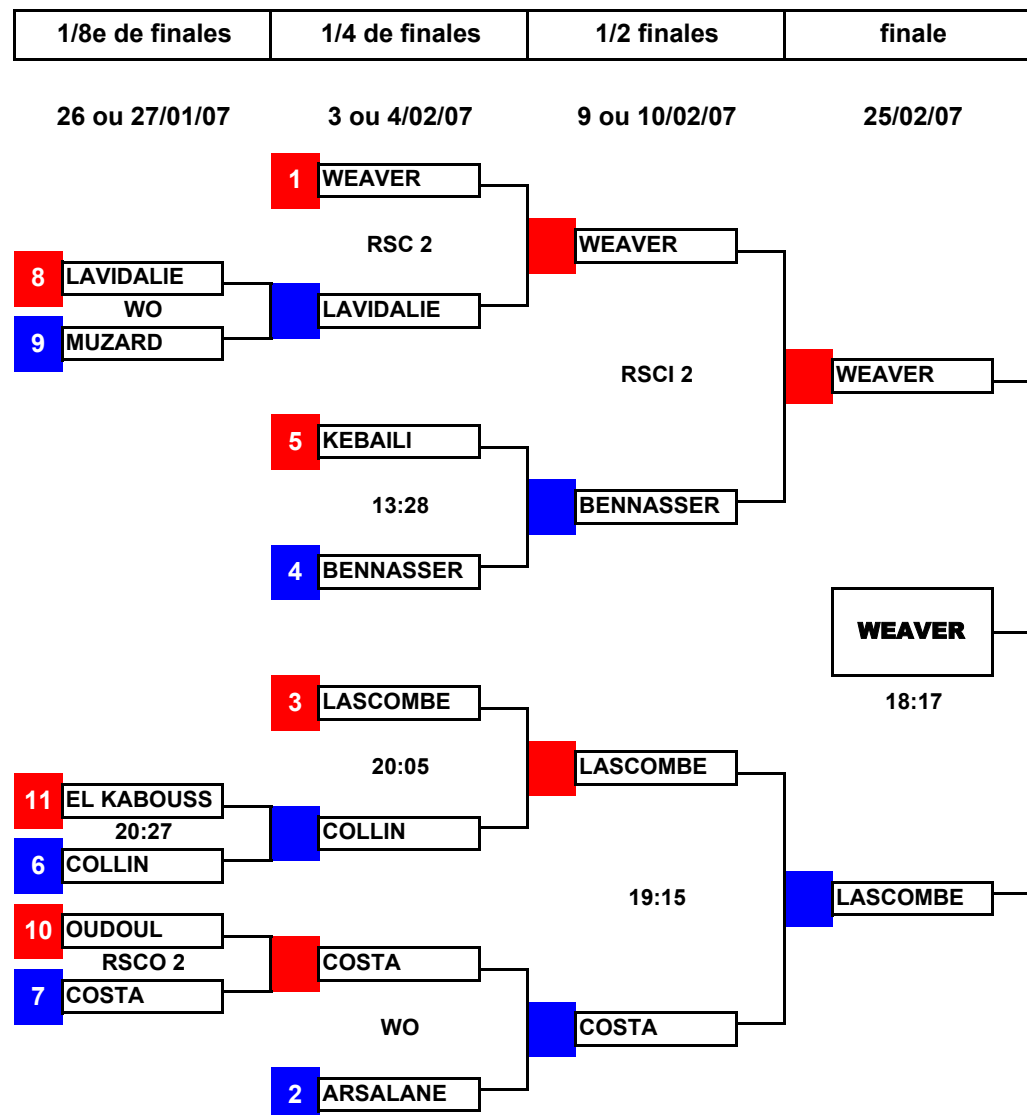 1/8e de finales 1/4 de finales 1/2 finales finale
26 ou 27/01/07 3 ou 4/02/07 9 ou 10/02/07 25/02/07
1 WEAVER
RSC 2 WEAVER
8 LAVIDALIE
WO LAVIDALIE
9 MUZARD
RSCI 2 WEAVER
5 KEBAILI
13:28 BENNASSER
4 BENNASSER
WEAVER
3 LASCOMBE 18:17
20:05 LASCOMBE
11 EL KABOUSS
20:27 COLLIN
6 COLLIN
19:15 LASCOMBE
10 OUDOUL
RSCO 2 COSTA
7 COSTA
WO COSTA
2 ARSALANE